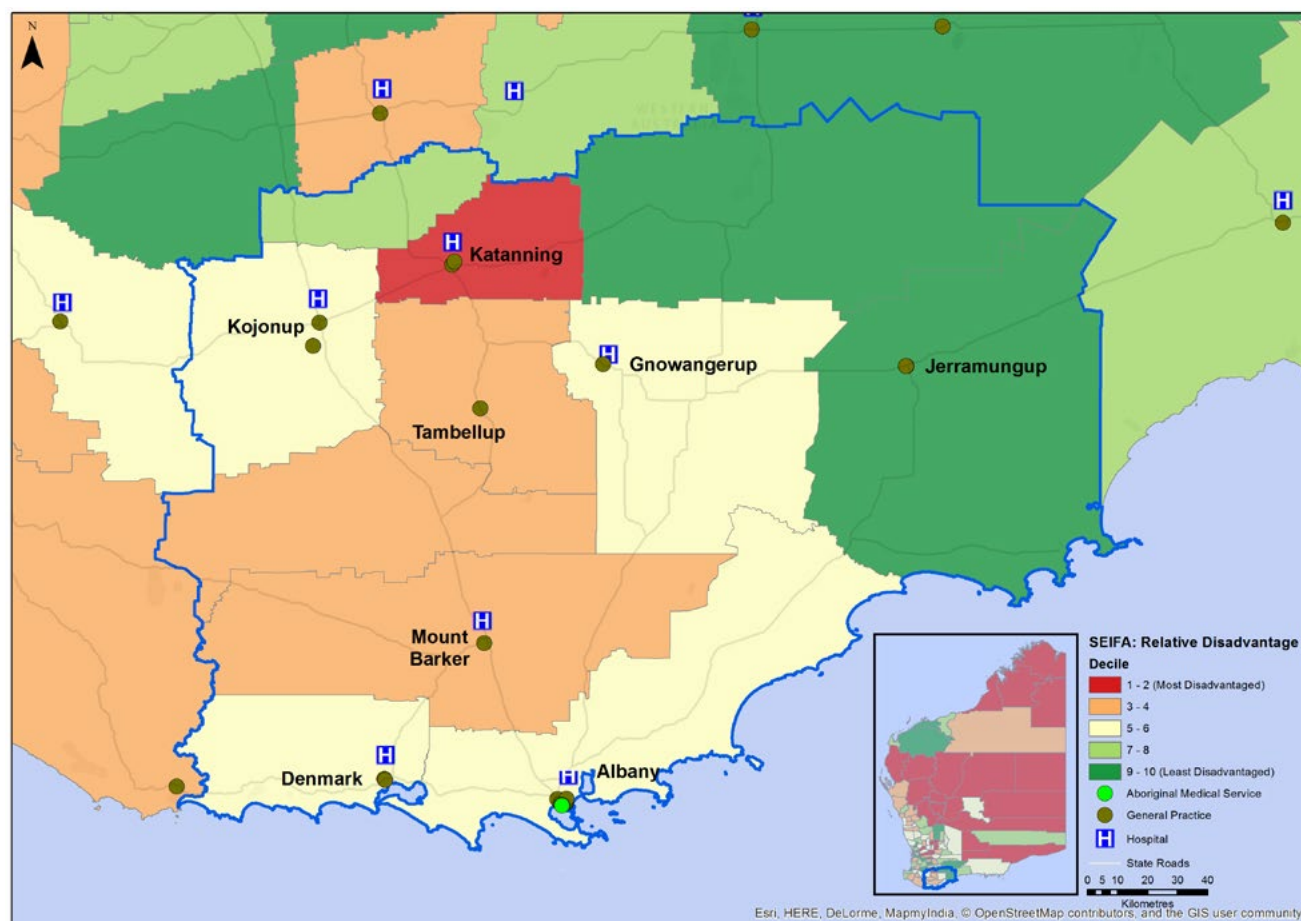 N
H
H
H
WESTERN
AUSTRALIA
H
H
Katanning
H
H
Kojonup
H
Gnowangerup
Jerramungup
Tambellup
H
Mount
Barker
H
Denmark
H
Albany
SEIFA: Relative Disadvantage
Decile
1 - 2 (Most Disadvantaged)
3 - 4
5 - 6
7 - 8
9 - 10 (Least Disadvantaged)
Aboriginal Medical Service
General Practice
H Hospital
State Roads
0 5 10 20 30 40
Kilometres
Esri, HERE, DeLorme, MapmyIndia, © OpenStreetMap contributors, and the GIS user community